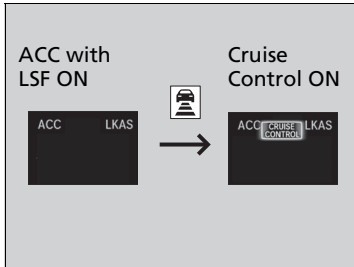 ACC with
LSF ON
Cruise
Control ON
ACC LKAS
ACC CRUISE CONTROL LKAS